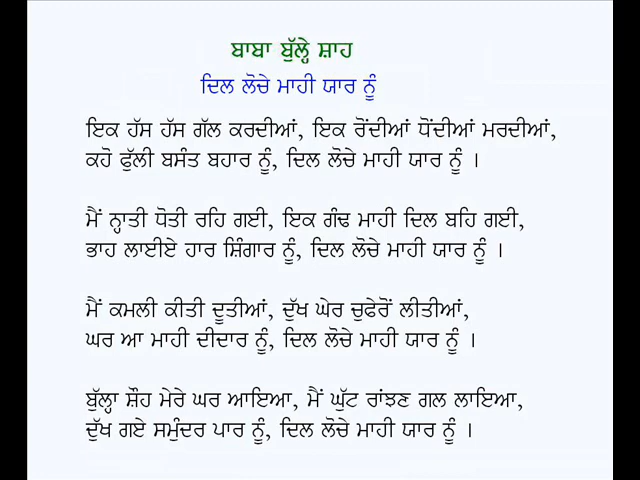 ਬਾਬਾ ਬੁੱਲ੍ਹੇ ਸ਼ਾਹ
ਦਿਲ ਲੋਚੇ ਮਾਹੀ ਯਾਰ ਨੂੰ
ਇਕ ਹੱਸ ਹੱਸ ਗੱਲ ਕਰਦੀਆਂ, ਇਕ ਰੋਂਦੀਆਂ ਧੋਂਦੀਆਂ ਮਰਦੀਆਂ,
ਕਹੋ ਫੁੱਲੀ ਬਸੰਤ ਬਹਾਰ ਨੂੰ, ਦਿਲ ਲੋਚੇ ਮਾਹੀ ਯਾਰ ਨੂੰ ।
ਮੈਂ ਨ੍ਹਾਤੀ ਧੋਤੀ ਰਹਿ ਗਈ, ਇਕ ਗੰਢ ਮਾਹੀ ਦਿਲ ਬਹਿ ਗਈ,
ਭਾਹ ਲਾਈਏ ਹਾਰ ਸ਼ਿੰਗਾਰ ਨੂੰ, ਦਿਲ ਲੋਚੇ ਮਾਹੀ ਯਾਰ ਨੂੰ ।
ਮੈਂ ਕਮਲੀ ਕੀਤੀ ਦੂਤੀਆਂ, ਦੁੱਖ ਘੇਰ ਚੁਫੇਰੋਂ ਲੀਤੀਆਂ,
ਘਰ ਆ ਮਾਹੀ ਦੀਦਾਰ ਨੂੰ, ਦਿਲ ਲੋਚੇ ਮਾਹੀ ਯਾਰ ਨੂੰ ।
ਬੁੱਲ੍ਹਾ ਸ਼ੌਹ ਮੇਰੇ ਘਰ ਆਇਆ, ਮੈਂ ਘੁੱਟ ਰਾਂਝਣ ਗਲ ਲਾਇਆ,
ਦੁੱਖ ਗਏ ਸਮੁੰਦਰ ਪਾਰ ਨੂੰ, ਦਿਲ ਲੋਚੇ ਮਾਹੀ ਯਾਰ ਨੂੰ ।